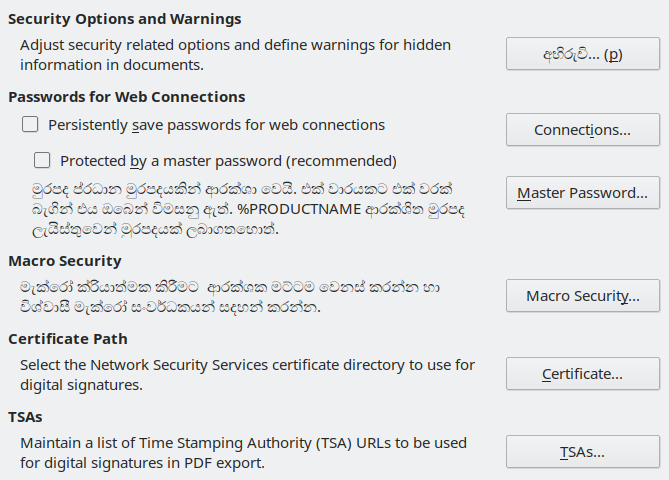 Security Options and Warnings
Adjust security related options and define warnings for hidden
information in documents.
අභිරුචි... (p)
Passwords for Web Connections
Persistently save passwords for web connections
Connections...
Protected by a master password (recommended)
මුරපද ප්රධාන මුරපදයකින් ආරක්ශා වෙයි. එක් වාරයකට එක් වරක්
බැගින් එය ඔබෙන් විමසනු ඇත. %PRODUCTNAME ආරක්ශිත මුරපද
ලැයිස්තුවෙන් මුරපදයක් ලබාගතහොත්.
Master Password...
Macro Security
මැක්රෝ ක්රියාත්මක කිරීමට  ආරක්ශක මට්ටම වෙනස් කරන්න හා
විශ්වාසී මැක්රෝ සංවර්ධකයන් සදහන් කරන්න.
Macro Security...
Certificate Path
Select the Network Security Services certificate directory to use for
digital signatures.
Certificate...
TSAs
Maintain a list of Time Stamping Authority (TSA) URLs to be used
for digital signatures in PDF export.
TSAs...